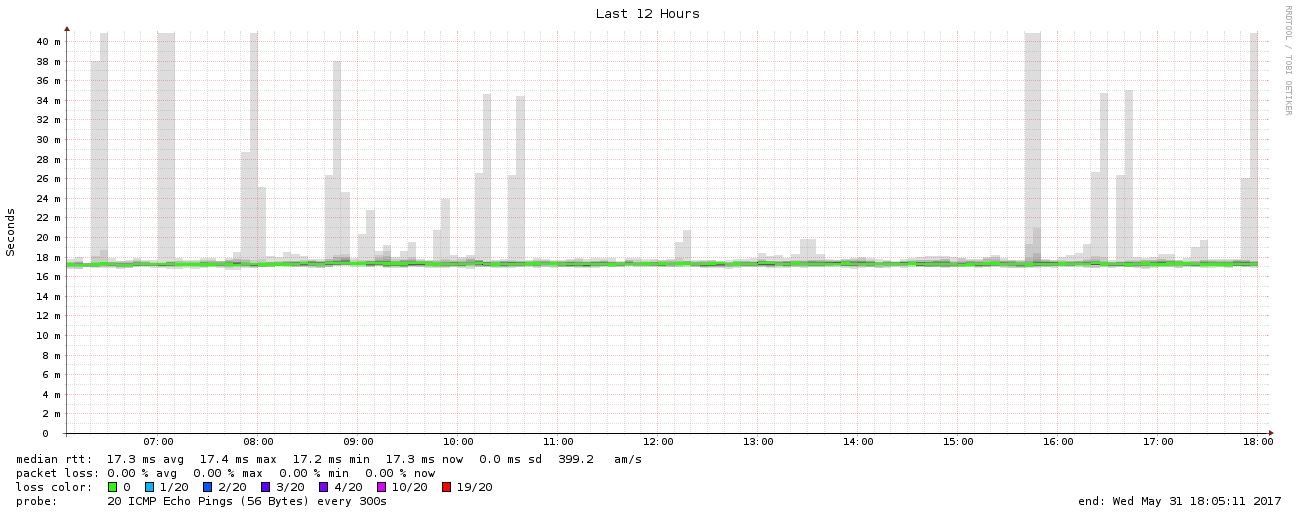 Last 12 Hours
RRDTOOL / TOBI OETIKER
Seconds
40 m
38 m
36 m
34 m
32 m
30 m
28 m
26 m
24 m
22 m
20 m
18 m
16 m
14 m
12 m
10 m
8 m
6 m
4 m
2 m
0
07:00 08:00 09:00 10:00 11:00 12:00 13:00 14:00 15:00 16:00 17:00 18:00
median rtt: 17.3 ms avg 17.4 ms max 17.2 ms min 17.3 ms now 0.0 ms sd 399.2 am/s
packet loss: 0.00 % avg 0.00 % max 0.00 % min 0.00 % now
loss color: 0 1/20 2/20 3/20 4/20 10/20 19/20
probe: 20 ICMP Echo Pings (56 Bytes) every 300s end: Wed May 31 18:05:11 2017